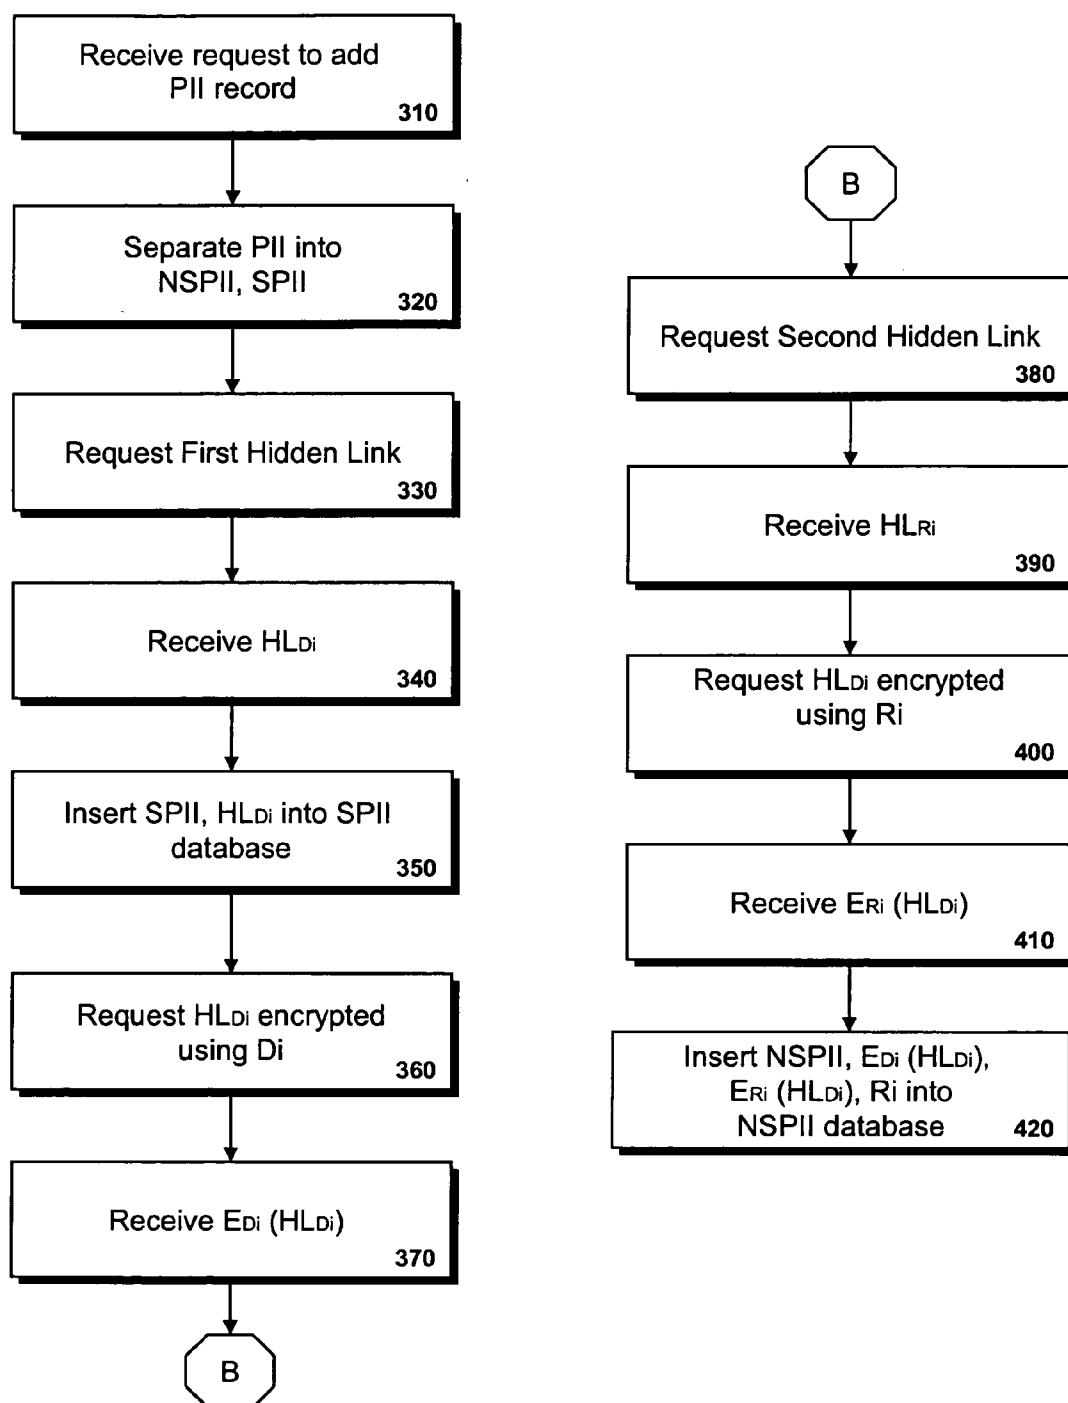 Receive request to add
PII record
310
Separate PII into
NSPII, SPII
320
Request First Hidden Link
330
Receive HLDi
340
Insert SPII, HLDi into SPII
database
350
Request HLDi encrypted
using Di
360
Receive EDi (HLDi)
370
B
B
Request Second Hidden Link
380
Receive HLRi
390
Request HLDi encrypted
using Ri
400
Receive ERi (HLDi)
410
Insert NSPII, EDi (HLDi),
ERi (HLDi), Ri into
NSPII database
420